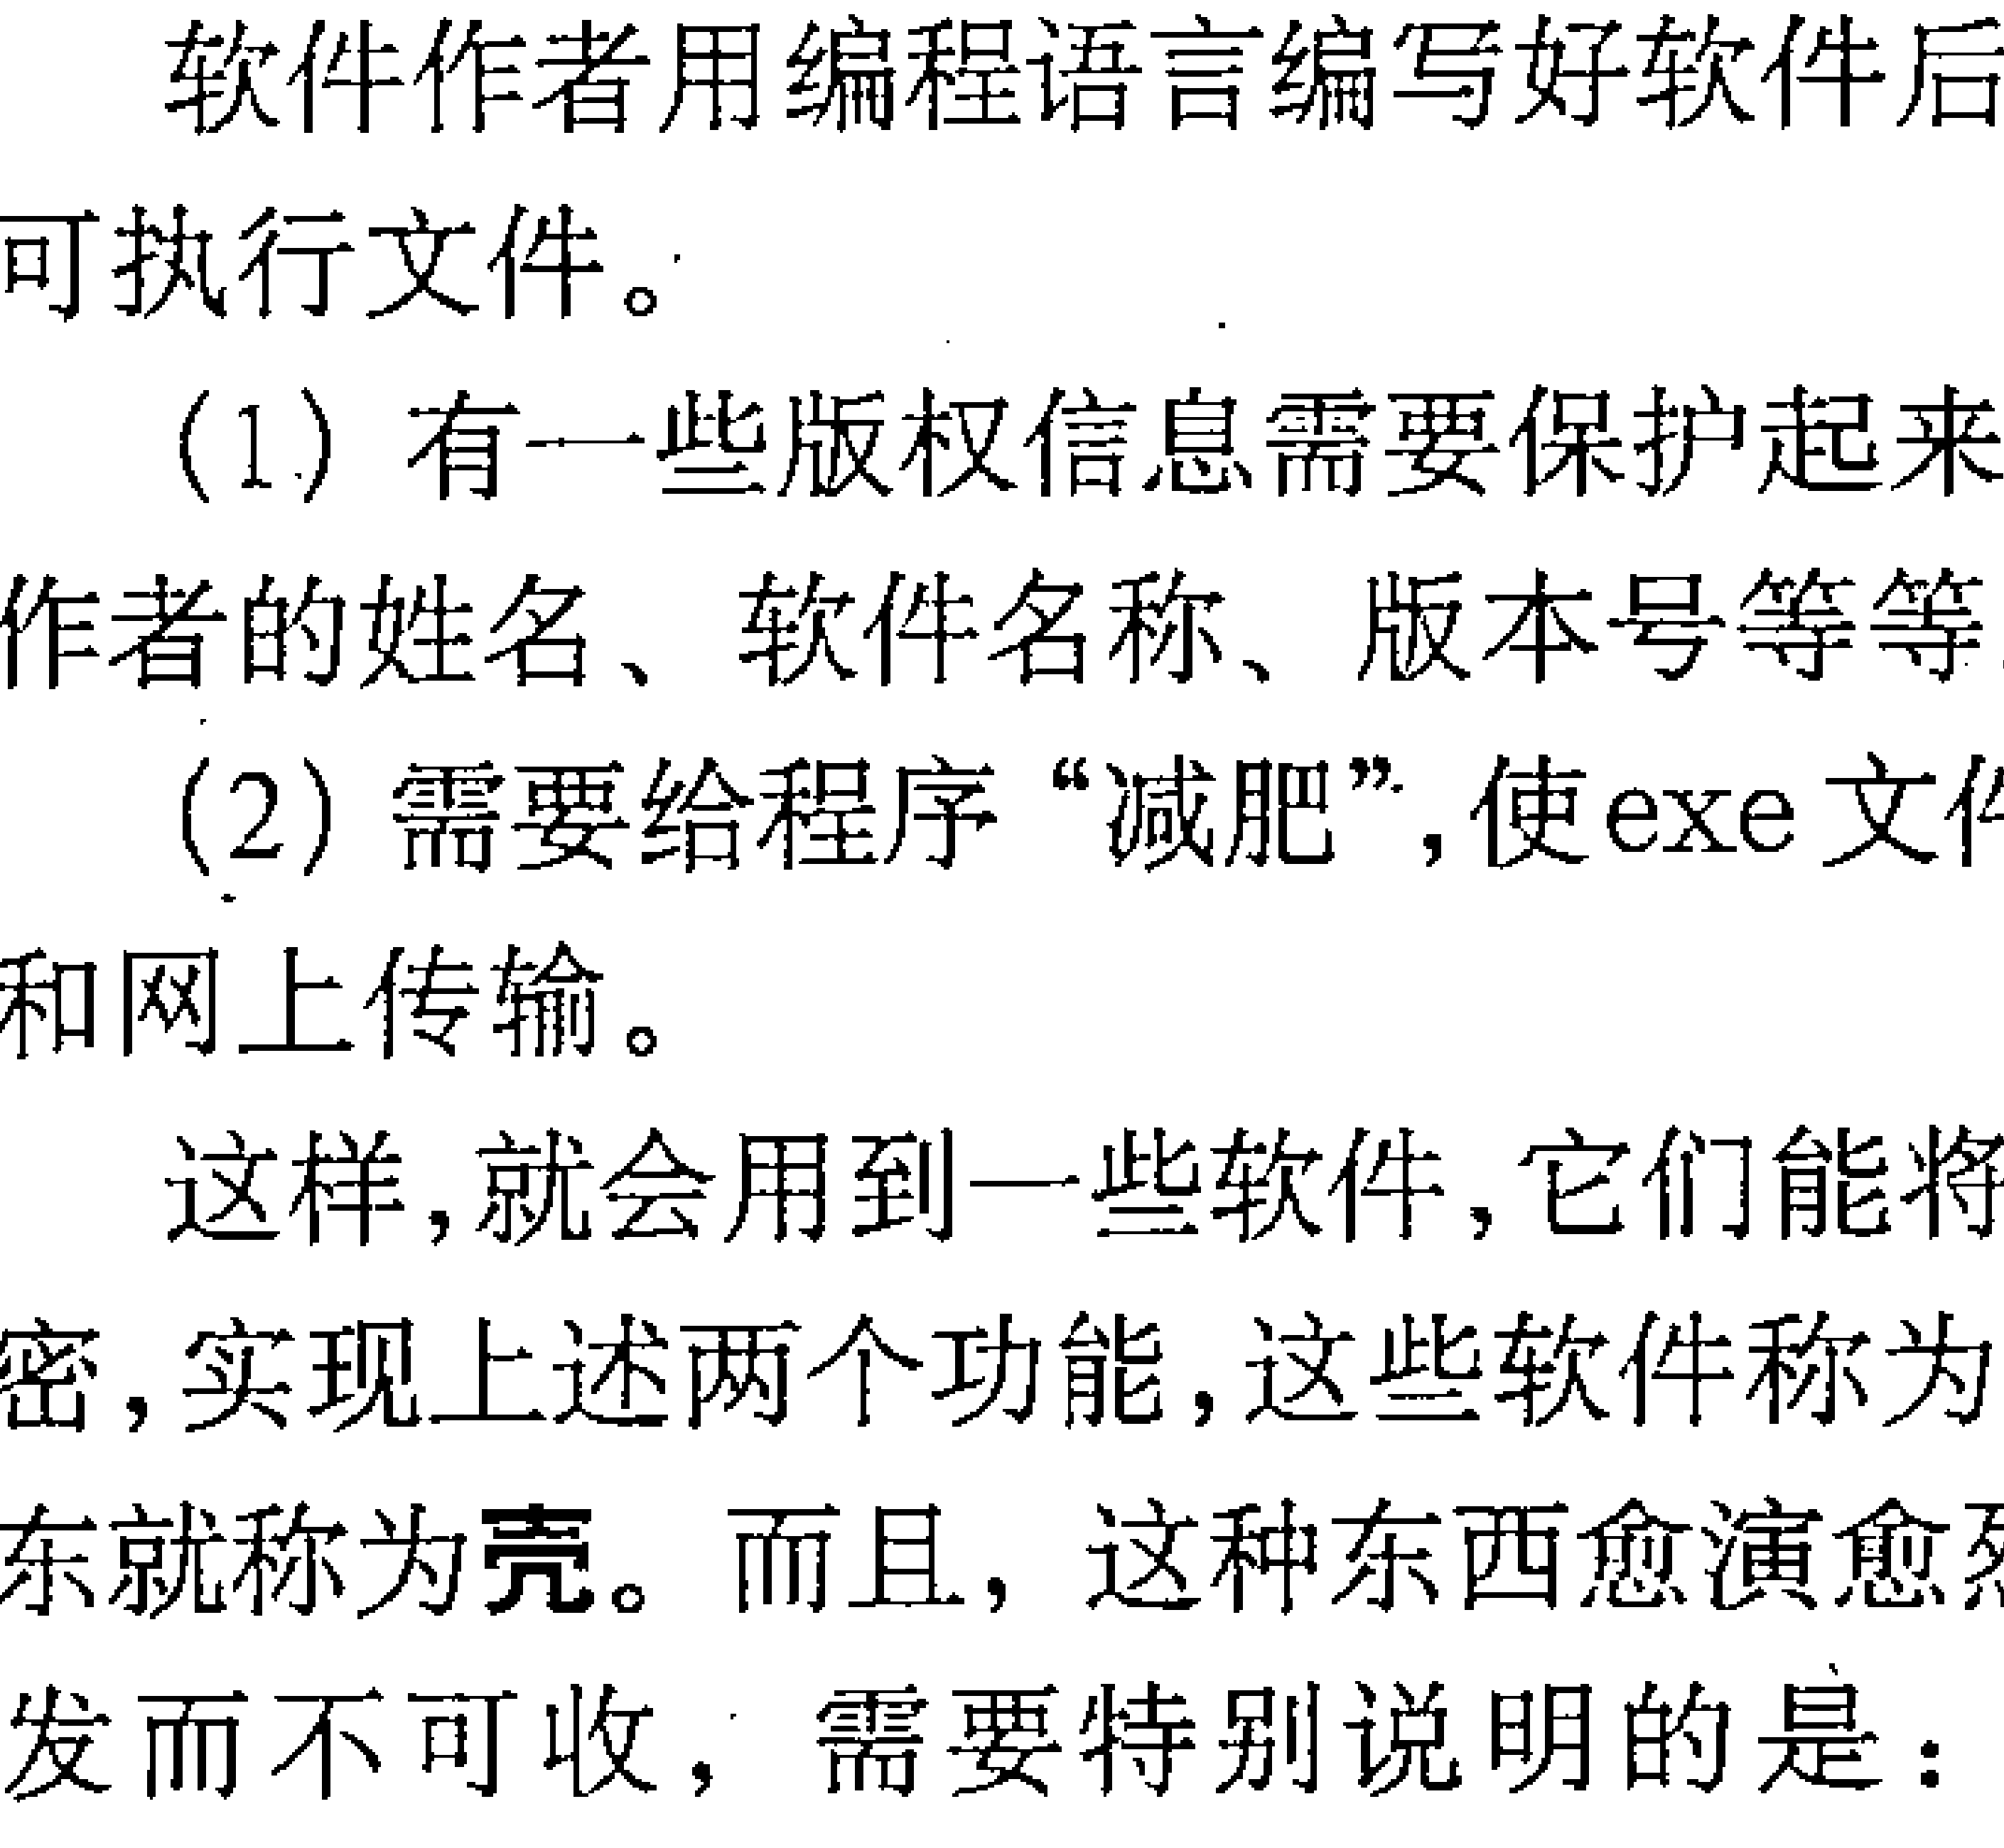 软件作者用编程语言编写好软件后
可执行文件。
(1) 有一些版权信息需要保护起来
作者的姓名、软件名称、版本号等等
(2) 需要给程序“减肥”,使exe文件
和网上传输。
这样,就会用到一些软件,它们能将
密,实现上述两个功能,这些软件称为
东就称为壳。而且, 这种东西愈演愈烈
发而不可收, 需要特别说明的是: